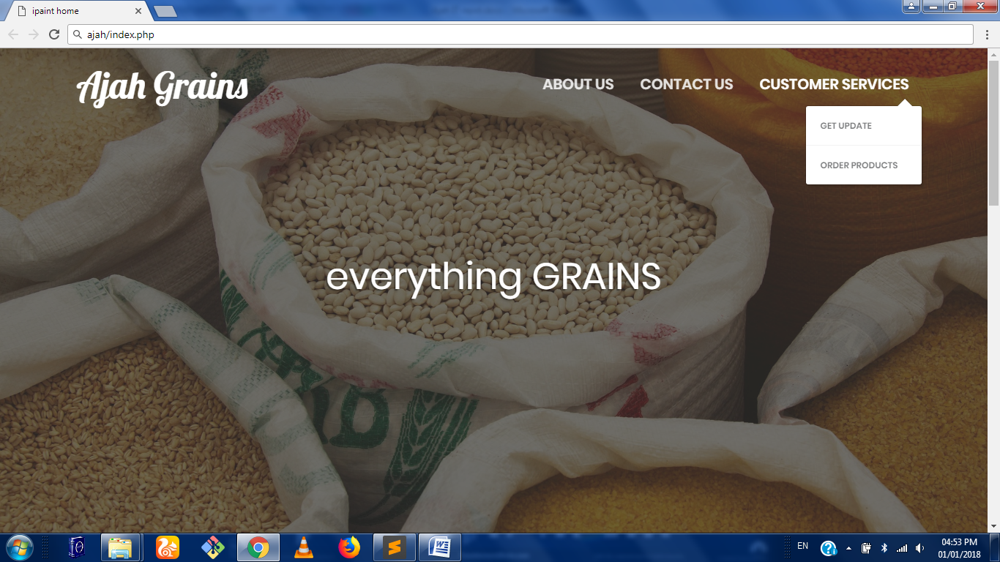 ipaint home
ajah/index.php
Ajah Grains
ABOUT US
CONTACT US
CUSTOMER SERVICES
GET UPDATE
ORDER PRODUCTS
everything GRAINS
EN
04:53 PM
01/01/2018